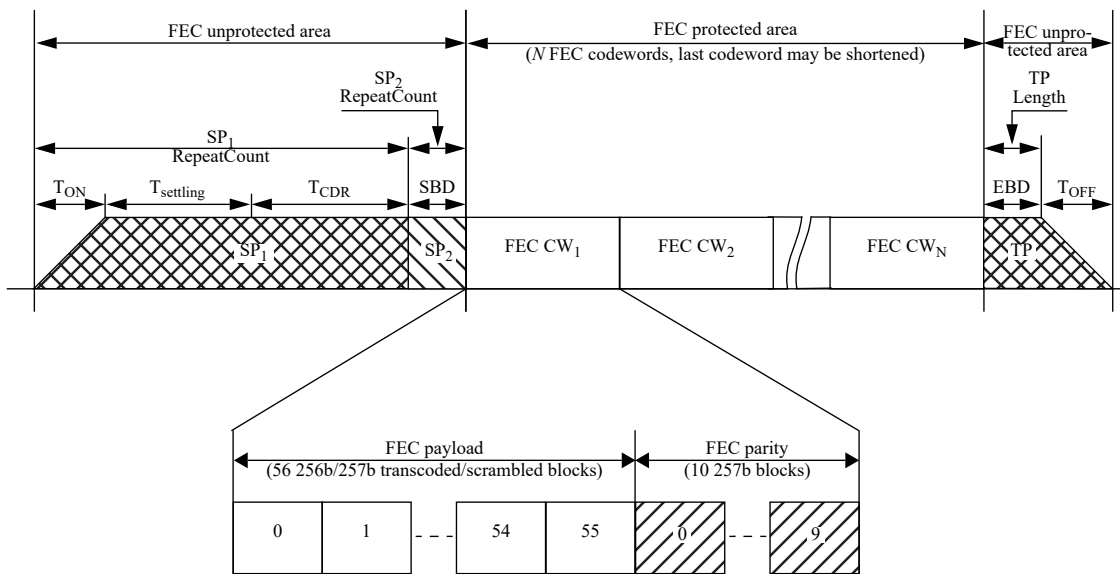 FEC unprotected area
FEC protected area
(N FEC codewords, last codeword may be shortened)
FEC unpro-
tected area
SP2
RepeatCount
TP
Length
SP1
RepeatCount
TON
Tsettling
TCDR
SBD
EBD
TOFF
SP1
SP2
FEC CW1
FEC CW2
FEC CWN
TP
FEC payload
(56 256b/257b transcoded/scrambled blocks)
FEC parity
(10 257b blocks)
0
1
54
55
0
9